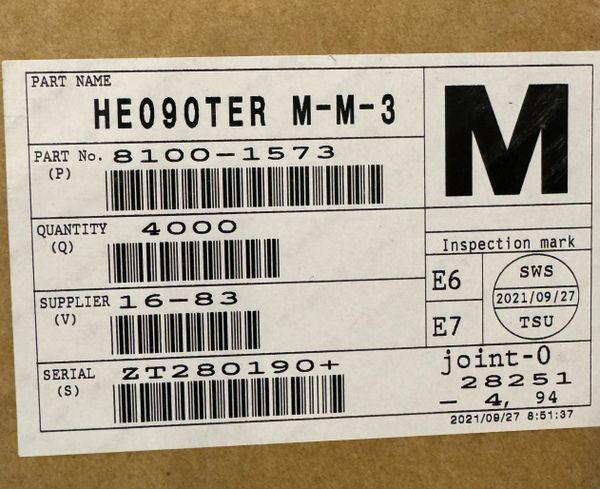 PART NAME
HE090TER M-M-3
M
PART No. 8100-1573
(P)
QUANTITY 4000
(Q)
Inspection mark
E6
SWS
2021/09/27
TSU
E7
SUPPLIER 16-83
(V)
SERIAL ZT280190+
(S)
joint-0
28251
- 4, 94
2021/09/27 8:51:37